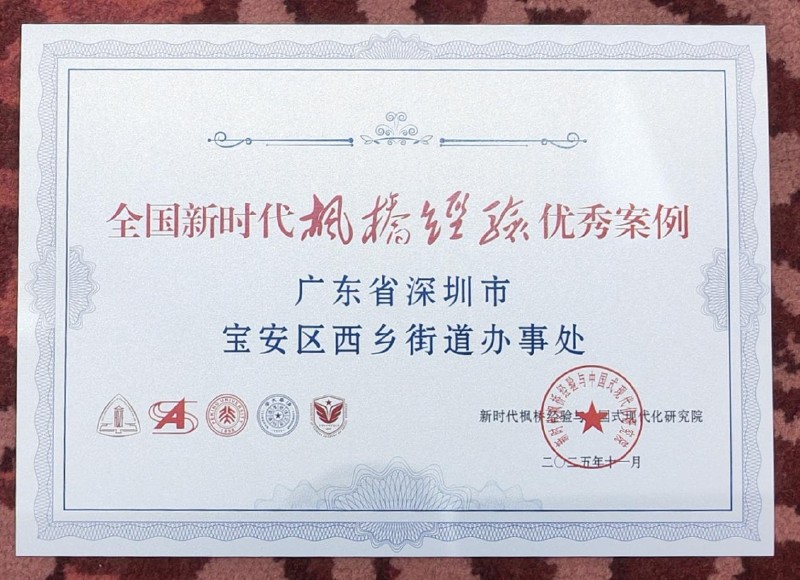 全国新时代枫橋经验优秀案例
广东省深圳市
宝安区西乡街道办事处
新时代枫桥经验与中国式现代化研究院
二〇二五年十一月